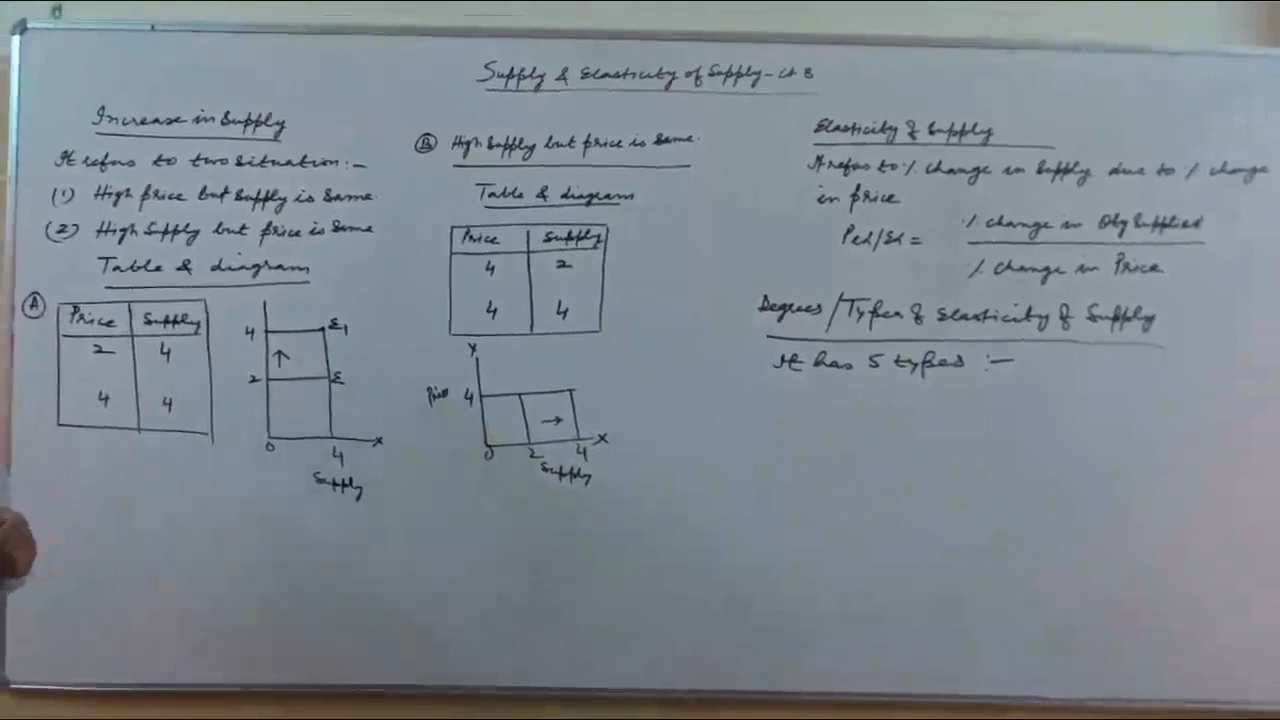 Supply & Elasticity of Supply - Ch 8
Increase in Supply
It refers to two situation:-
(1) High price but supply is same.
(2) High Supply but price is same
Table & diagram
A
Price Supply
2 4
4 4
4 E1
2 E
0 4 X
Supply
B High Supply but price is same.
Table & diagram
Price Supply
4 2
4 4
Y
Price 4
0 2 4 X
Supply
Elasticity of Supply
It refers to % change in supply due to % change
in price
% change in Qty Supplied
=
% change in Price
Degrees/Types of Elasticity of Supply
It has 5 types :-